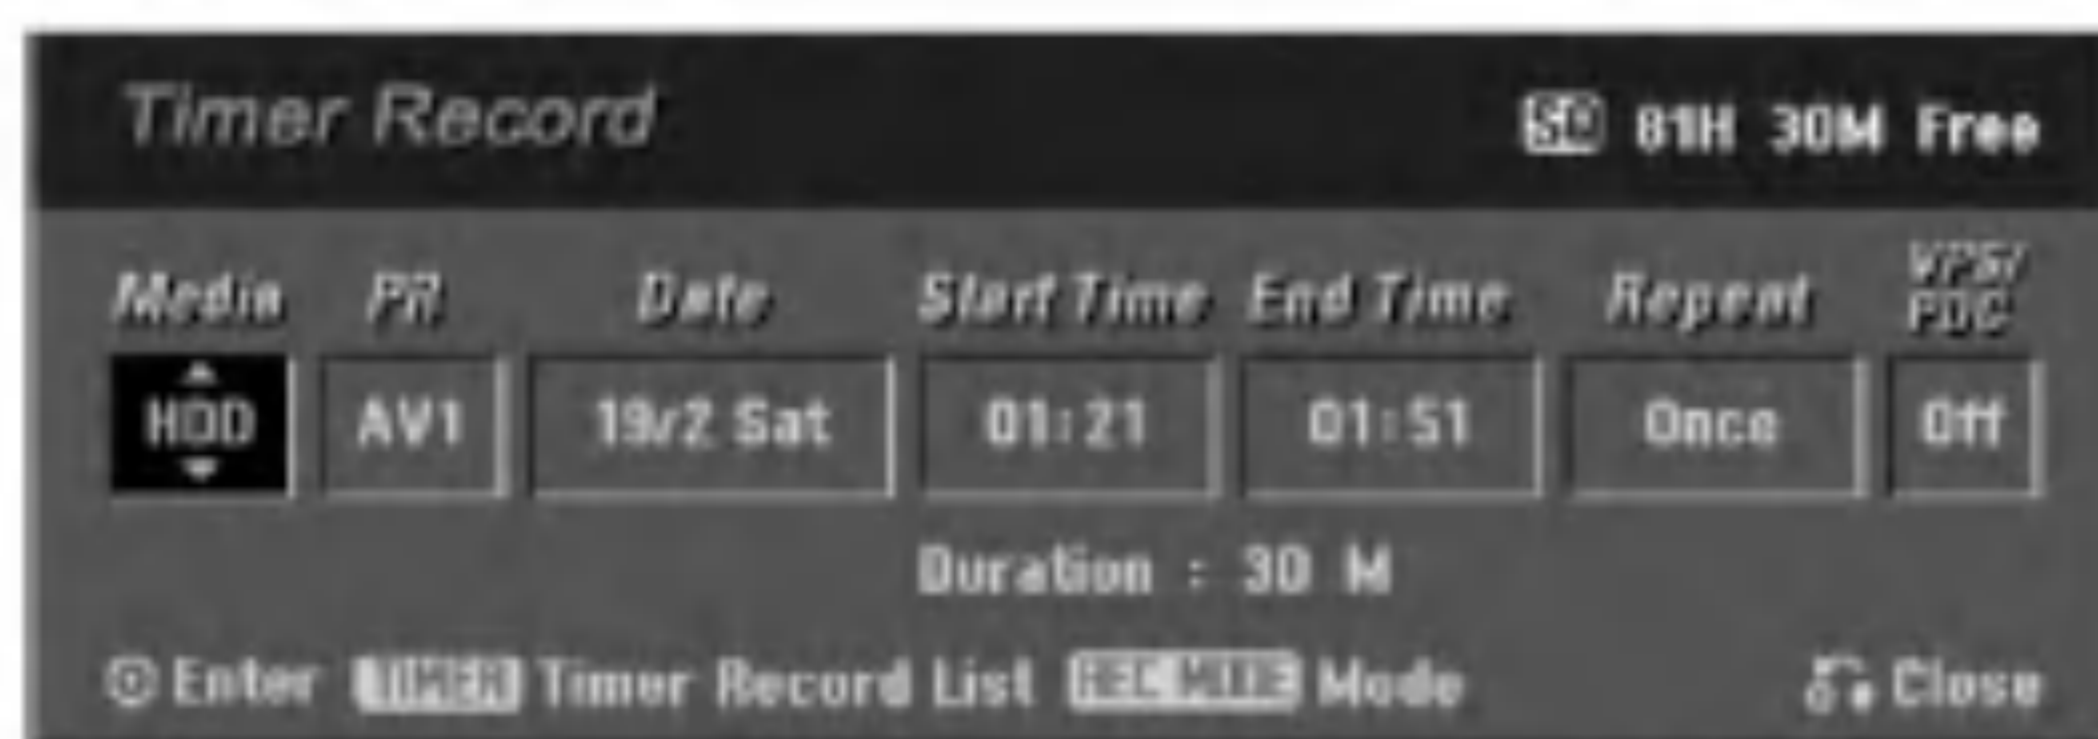 Timer Record SQ 81H 30M Free
Media PR Date Start Time End Time Repeat VPS/PDC
HDD AV1 19/2 Sat 01:21 01:51 Once Off
Duration : 30 M
Enter TIMER Timer Record List REC MODE Mode Close